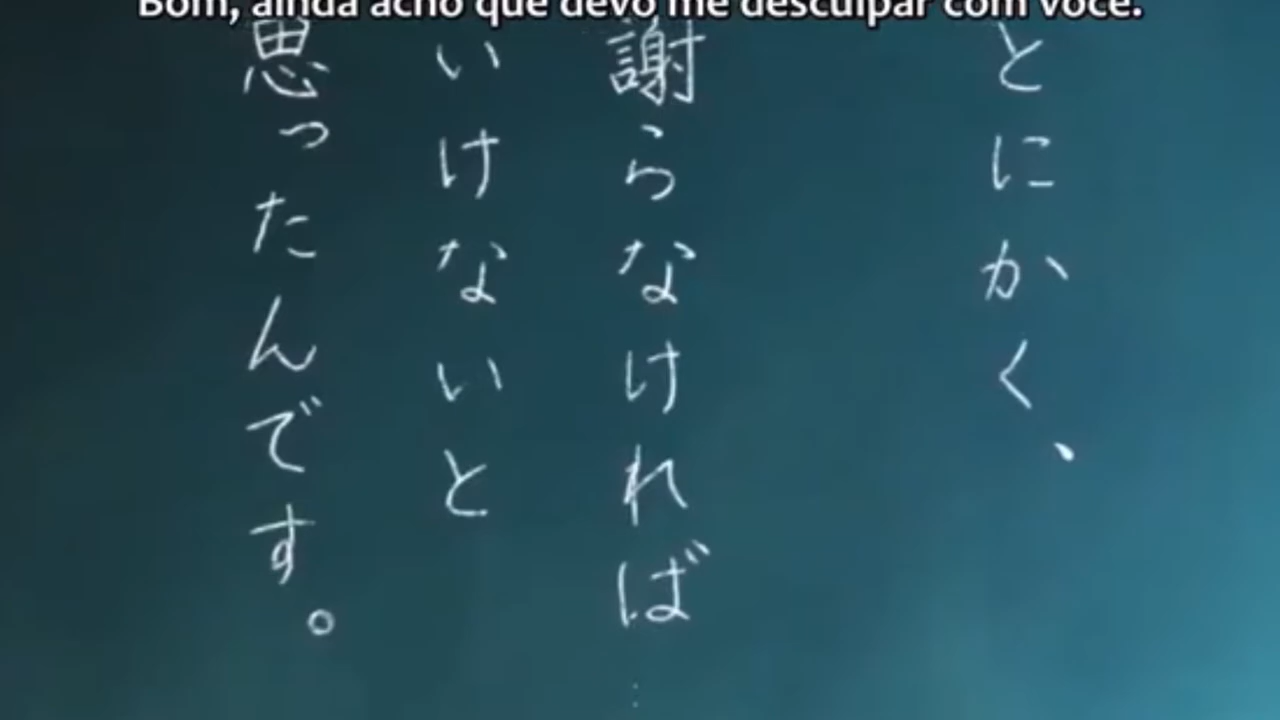 Bom, ainda acho que devo me desculpar com você.
とにかく、
謝らなければ
いけないと
思ったんです。